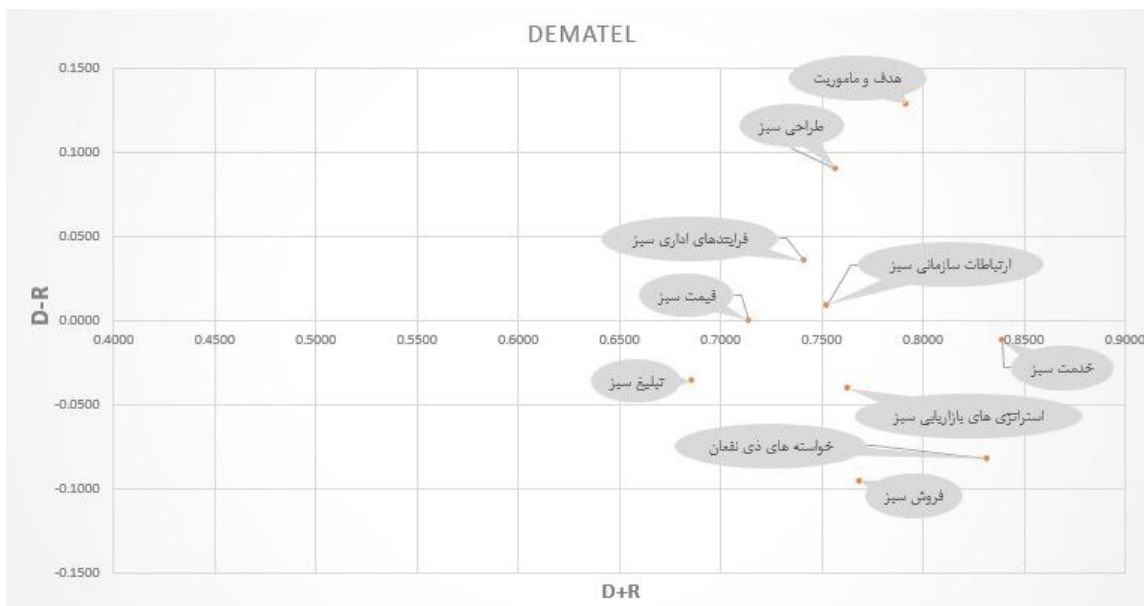 DEMATEL
0.1500
هدف و ماموریت
طراحی سبز
0.1000
0.0500
فرایندهای اداری سبز
ارتباطات سازمانی سبز
قیمت سبز
D-R
0.0000
0.4000 0.4500 0.5000 0.5500 0.6000 0.6500 0.7000 0.7500 0.8000 0.8500 0.9000
خدمت سبز
تبلیغ سبز
-0.0500
استراتژی های بازاریابی سبز
خواسته های ذی نقعان
-0.1000
فروش سبز
-0.1500
D+R